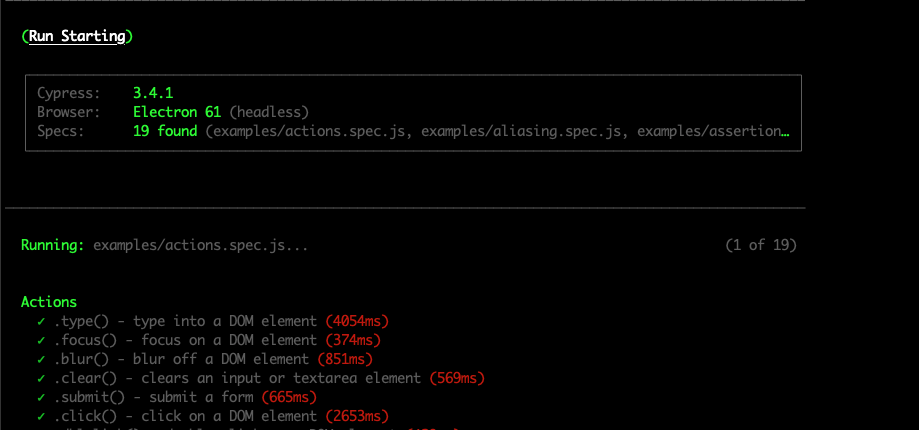 (Run Starting)
Cypress: 3.4.1
Browser: Electron 61 (headless)
Specs: 19 found (examples/actions.spec.js, examples/aliasing.spec.js, examples/assertion…
Running: examples/actions.spec.js... (1 of 19)
Actions
✓ .type() - type into a DOM element (4054ms)
✓ .focus() - focus on a DOM element (374ms)
✓ .blur() - blur off a DOM element (851ms)
✓ .clear() - clears an input or textarea element (569ms)
✓ .submit() - submit a form (665ms)
✓ .click() - click on a DOM element (2653ms)